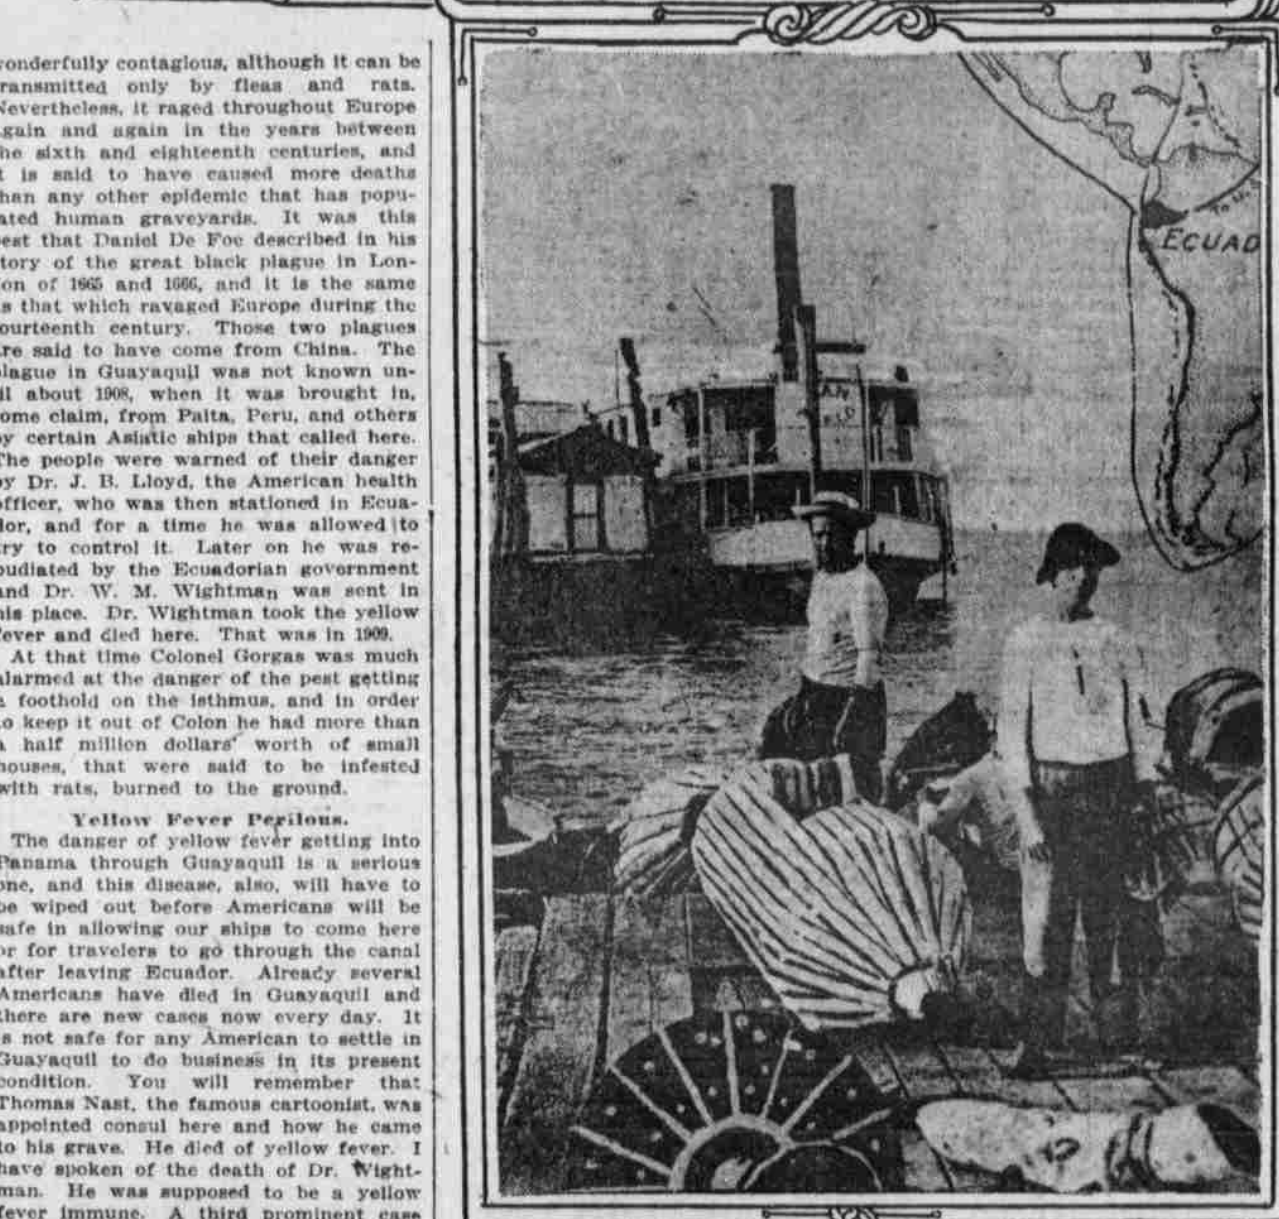 wonderfully contagious, although it can be
ransmitted only by fleas and rats.
Nevertheless, it raged throughout Europe
gain and again in the years between
he sixth and eighteenth centuries, and
t is said to have caused more deaths
han any other epidemic that has popu-
ated human graveyards. It was this
est that Daniel De Foe described in his
tory of the great black plague in Lon-
on of 1665 and 1666, and it is the same
s that which ravaged Europe during the
ourteenth century. Those two plagues
re said to have come from China. The
lague in Guayaquil was not known un-
il about 1908, when it was brought in,
ome claim, from Paita, Peru, and others
y certain Asiatic ships that called here.
The people were warned of their danger
by Dr. J. B. Lloyd, the American health
officer, who was then stationed in Ecua-
dor, and for a time he was allowed to
try to control it. Later on he was re-
pudiated by the Ecuadorian government
and Dr. W. M. Wightman was sent in
his place. Dr. Wightman took the yellow
fever and died here. That was in 1909.
At that time Colonel Gorgas was much
alarmed at the danger of the pest getting
a foothold on the isthmus, and in order
to keep it out of Colon he had more than
a half million dollars' worth of small
houses, that were said to be infested
with rats, burned to the ground.
Yellow Fever Perilous.
The danger of yellow fever getting into
Panama through Guayaquil is a serious
one, and this disease, also, will have to
be wiped out before Americans will be
safe in allowing our ships to come here
or for travelers to go through the canal
after leaving Ecuador. Already several
Americans have died in Guayaquil and
there are new cases now every day. It
is not safe for any American to settle in
Guayaquil to do business in its present
condition. You will remember that
Thomas Nast, the famous cartoonist, was
appointed consul here and how he came
to his grave. He died of yellow fever. I
have spoken of the death of Dr. Wight-
man. He was supposed to be a yellow
fever immune. A third prominent case
ECUAD